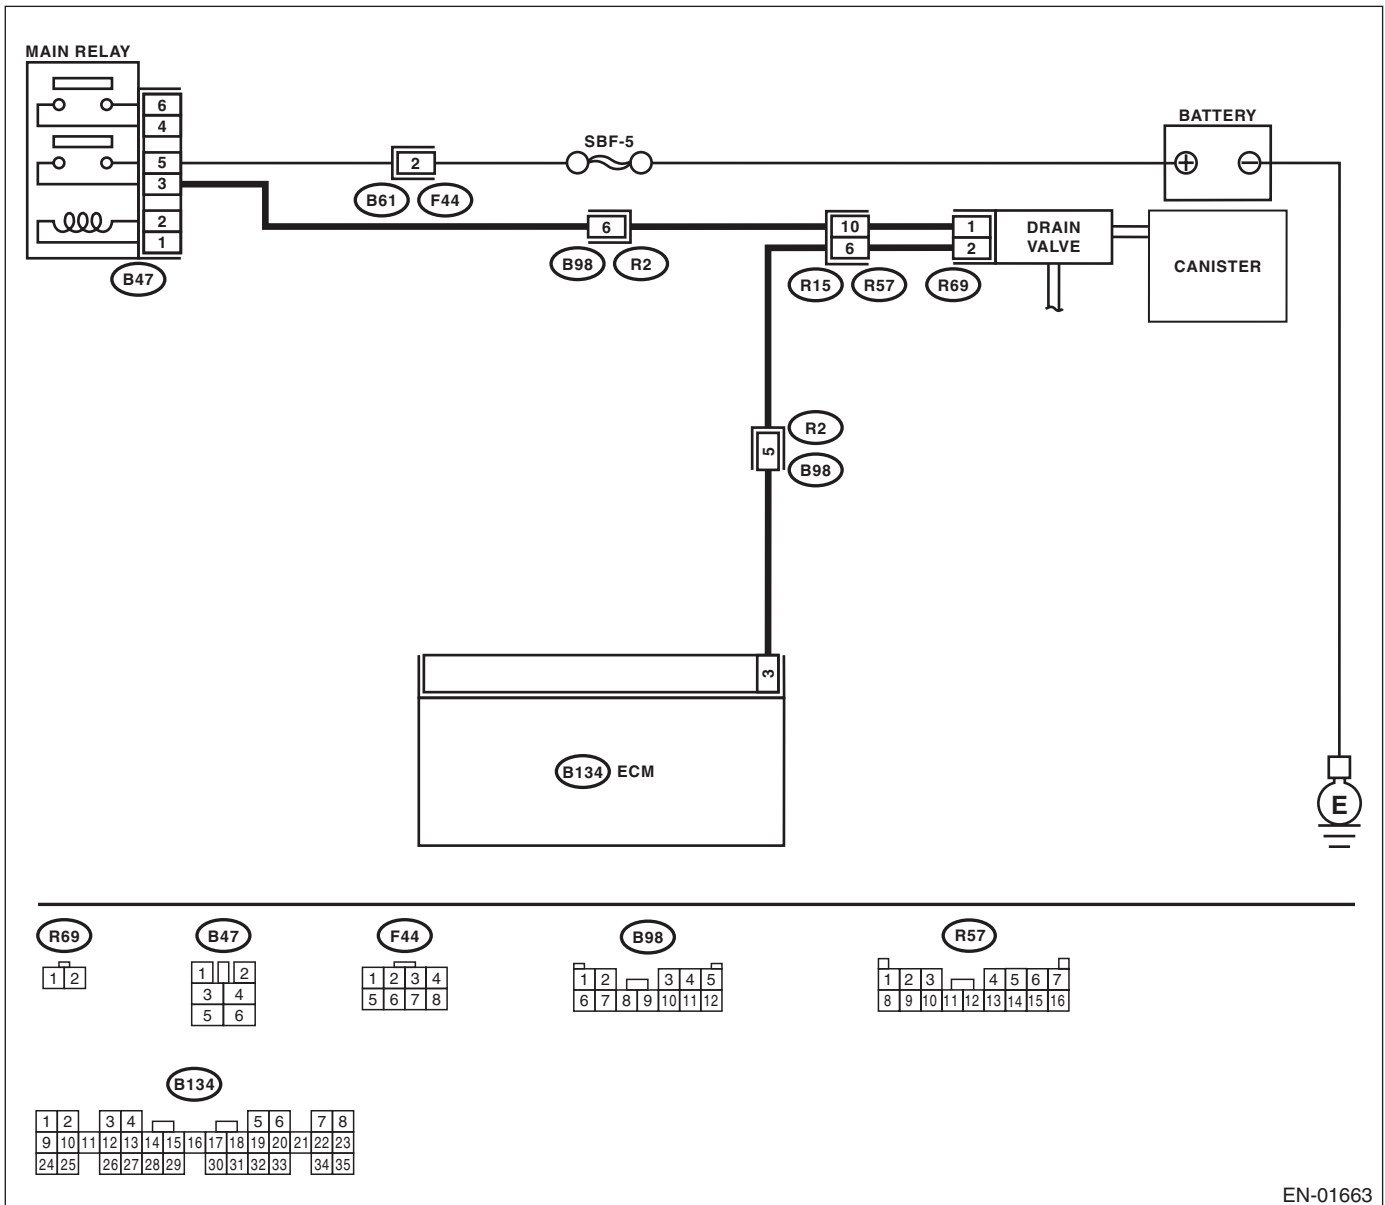 MAIN RELAY
6
4
5
3
2
1
B47
2
B61 F44
SBF-5
BATTERY
6
B98 R2
10
6
R15 R57
1
2
R69
DRAIN
VALVE
CANISTER
5
R2
B98
3
B134 ECM
E
R69
1 2
B47
1 2
3 4
5 6
F44
1 2 3 4
5 6 7 8
B98
1 2 3 4 5
6 7 8 9 10 11 12
R57
1 2 3 4 5 6 7
8 9 10 11 12 13 14 15 16
B134
1 2 3 4 5 6 7 8
9 10 11 12 13 14 15 16 17 18 19 20 21 22 23
24 25 26 27 28 29 30 31 32 33 34 35
EN-01663